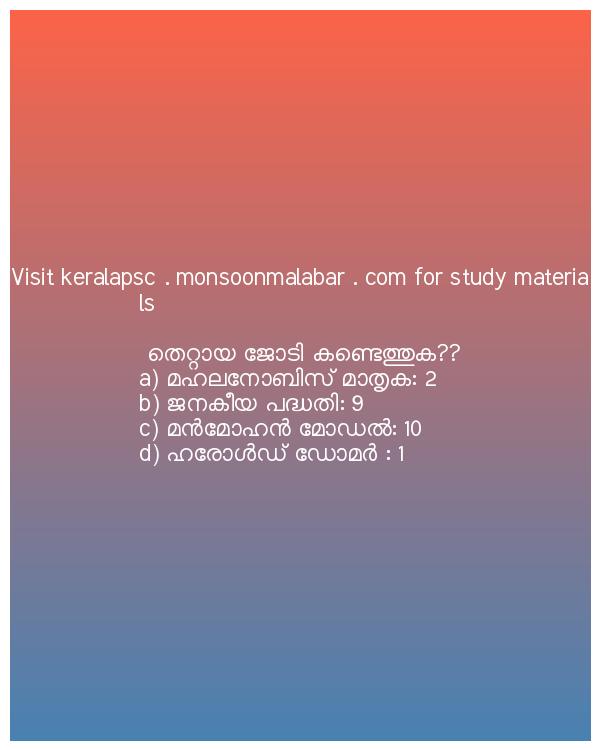 Visit keralapsc . monsoonmalabar . com for study materia
ls
തെറ്റായ ജോടി കണ്ടെത്തുക??
a) മഹലനോബിസ് മാതൃക: 2
b) ജനകീയ പദ്ധതി: 9
c) മൻമോഹൻ മോഡൽ: 10
d) ഹരോൾഡ് ഡോമർ : 1